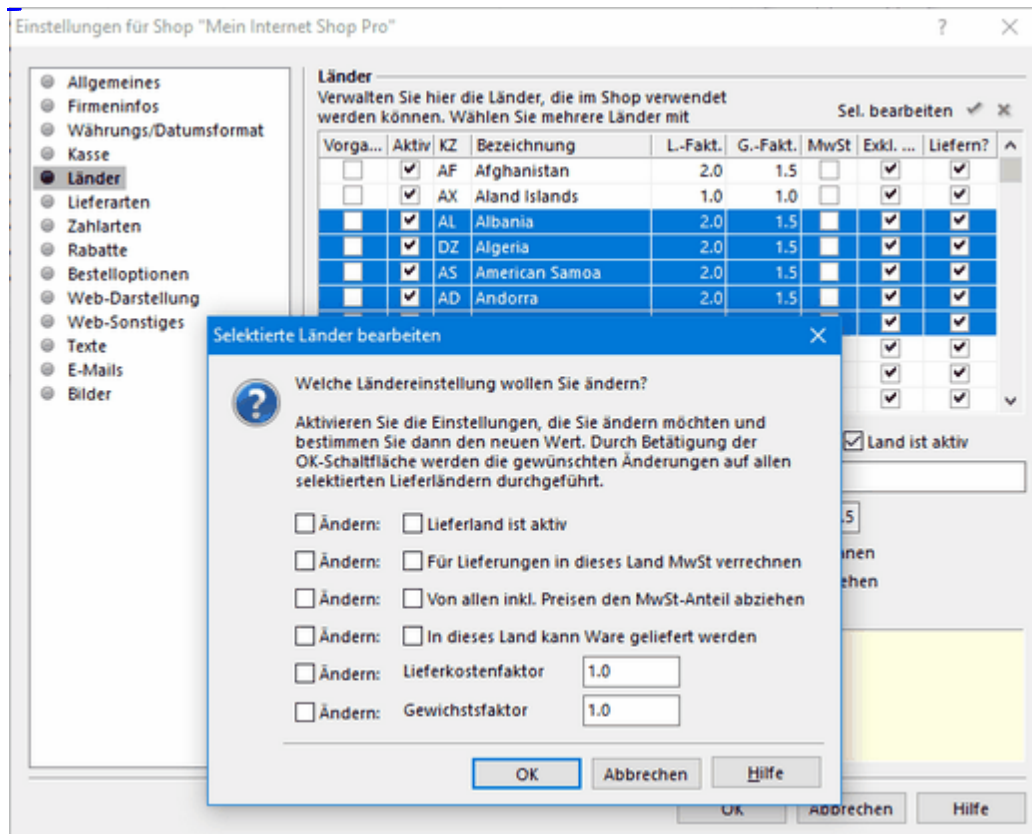 Einstellungen für Shop "Mein Internet Shop Pro"
Allgemeines
Firmeninfos
Währungs/Datumsformat
Kasse
Länder
Lieferarten
Zahlarten
Rabatte
Bestelloptionen
Web-Darstellung
Web-Sonstiges
Texte
E-Mails
Bilder
Länder
Verwalten Sie hier die Länder, die im Shop verwendet
werden können. Wählen Sie mehrere Länder mit
Sel. bearbeiten
Vorga... Aktiv KZ Bezeichnung L.-Fakt. G.-Fakt. MwSt Exkl. ... Liefern?
AF Afghanistan 2.0 1.5
AX Aland Islands 1.0 1.0
AL Albania 2.0 1.5
DZ Algeria 2.0 1.5
AS American Samoa 2.0 1.5
AD Andorra 2.0 1.5
Land ist aktiv
.5
Selektierte Länder bearbeiten
Welche Ländereinstellung wollen Sie ändern?
Aktivieren Sie die Einstellungen, die Sie ändern möchten und
bestimmen Sie dann den neuen Wert. Durch Betätigung der
OK-Schaltfläche werden die gewünschten Änderungen auf allen
selektierten Lieferländern durchgeführt.
Ändern: Lieferland ist aktiv
Ändern: Für Lieferungen in dieses Land MwSt verrechnen
Ändern: Von allen inkl. Preisen den MwSt-Anteil abziehen
Ändern: In dieses Land kann Ware geliefert werden
Ändern: Lieferkostenfaktor 1.0
Ändern: Gewichstsfaktor 1.0
OK Abbrechen Hilfe
OK Abbrechen Hilfe